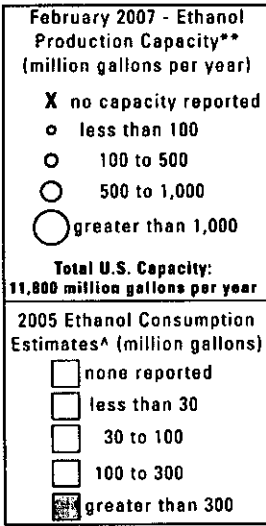 February 2007 - Ethanol
Production Capacity**
(million gallons per year)
X no capacity reported
less than 100
100 to 500
500 to 1,000
greater than 1,000
Total U.S. Capacity:
11,800 million gallons per year
2005 Ethanol Consumption
Estimates^ (million gallons)
none reported
less than 30
30 to 100
100 to 300
greater than 300